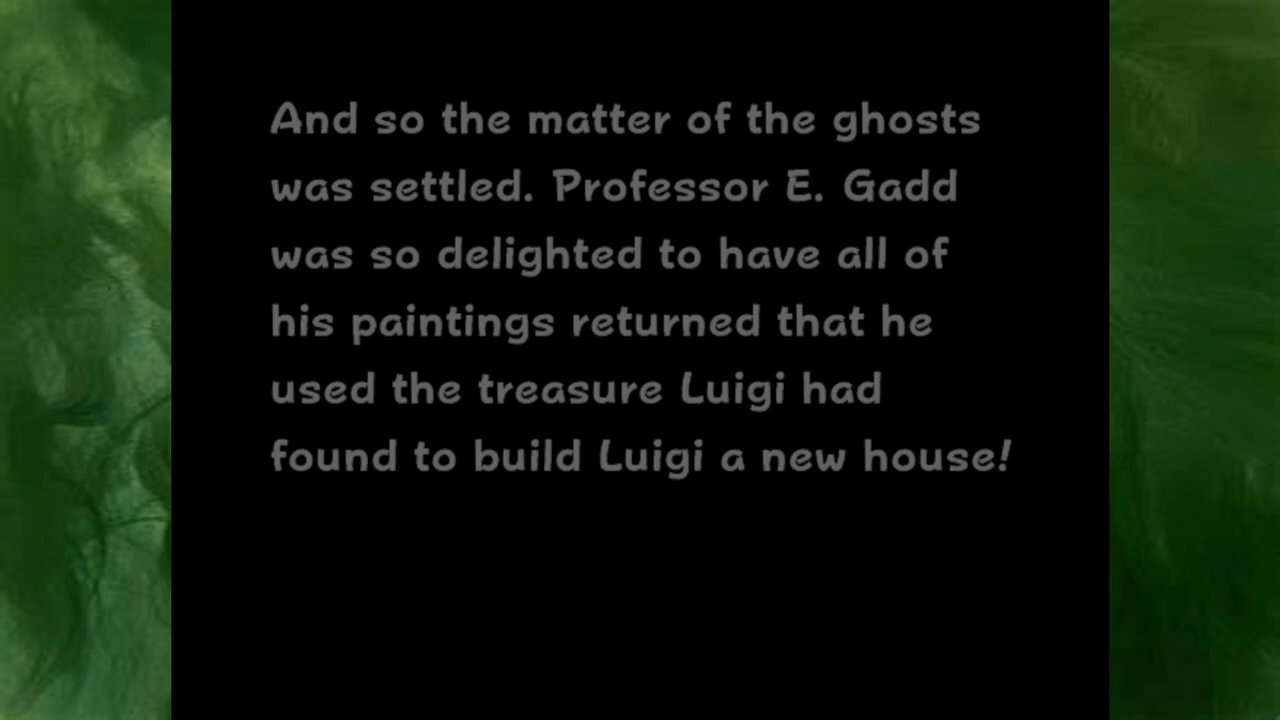 And so the matter of the ghosts
was settled. Professor E. Gadd
was so delighted to have all of
his paintings returned that he
used the treasure Luigi had
found to build Luigi a new house!